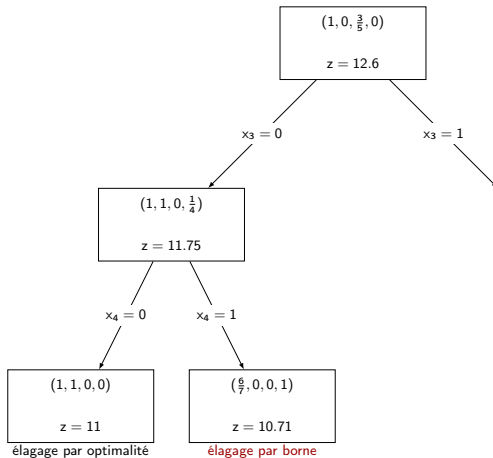 (1, 0, 3/5, 0)
z = 12.6
x₃ = 0
x₃ = 1
(1, 1, 0, 1/4)
z = 11.75
x₄ = 0
x₄ = 1
(1, 1, 0, 0)
z = 11
élagage par optimalité
(6/7, 0, 0, 1)
z = 10.71
élagage par borne